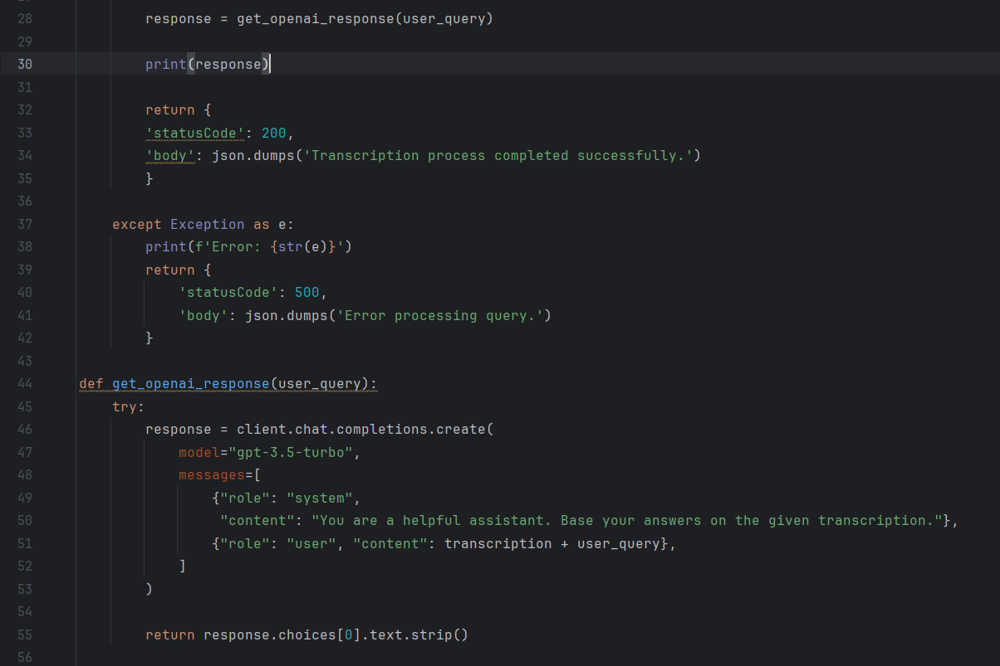 28 response = get_openai_response(user_query)
29
30 print(response)
31
32 return {
33 'statusCode': 200,
34 'body': json.dumps('Transcription process completed successfully.')
35 }
36
37 except Exception as e:
38 print(f'Error: {str(e)}')
39 return {
40 'statusCode': 500,
41 'body': json.dumps('Error processing query.')
42 }
43
44 def get_openai_response(user_query):
45 try:
46 response = client.chat.completions.create(
47 model="gpt-3.5-turbo",
48 messages=[
49 {"role": "system",
50 "content": "You are a helpful assistant. Base your answers on the given transcription."},
51 {"role": "user", "content": transcription + user_query},
52 ]
53 )
54
55 return response.choices[0].text.strip()
56